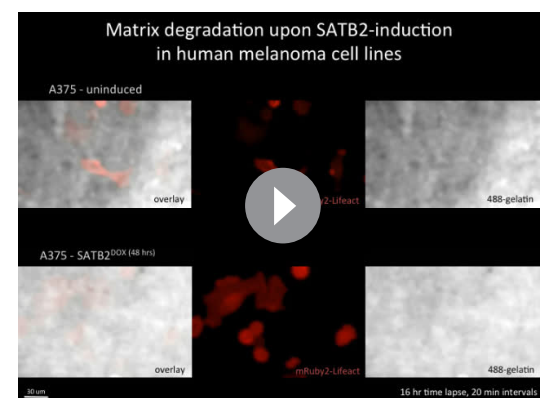 Matrix degradation upon SATB2-induction
in human melanoma cell lines
A375 - uninduced
overlay
y2-Lifeact
488-gelatin
A375 - SATB2DOX (48 hrs)
overlay
mRuby2-Lifeact
488-gelatin
30 um
16 hr time lapse, 20 min intervals